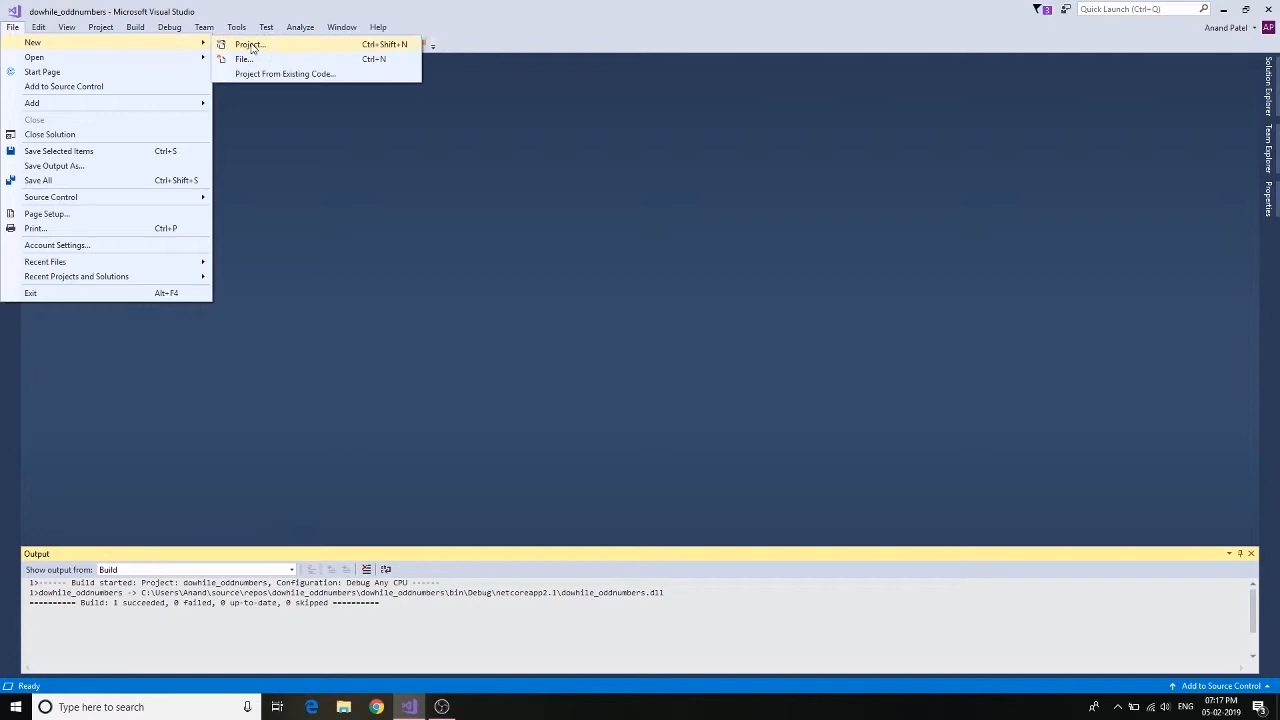 dowhile_oddnumbers - Microsoft Visual Studio
3
Quick Launch (Ctrl+Q)
File Edit View Project Build Debug Team Tools Test Analyze Window Help
Anand Patel AP
New
Project... Ctrl+Shift+N
Open
File... Ctrl+N
Start Page
Project From Existing Code...
Add to Source Control
Add
Close
Close Solution
Save Selected Items Ctrl+S
Save Output As...
Save All Ctrl+Shift+S
Source Control
Page Setup...
Print... Ctrl+P
Account Settings...
Recent Files
Recent Projects and Solutions
Exit Alt+F4
Solution Explorer
Team Explorer
Properties
Output
Show output from: Build
1>------ Build started: Project: dowhile_oddnumbers, Configuration: Debug Any CPU ------
1>dowhile_oddnumbers -> C:\Users\Anand\source\repos\dowhile_oddnumbers\dowhile_oddnumbers\bin\Debug\netcoreapp2.1\dowhile_oddnumbers.dll
========== Build: 1 succeeded, 0 failed, 0 up-to-date, 0 skipped ==========
Ready
Add to Source Control
Type here to search
ENG
07:17 PM
05-02-2019